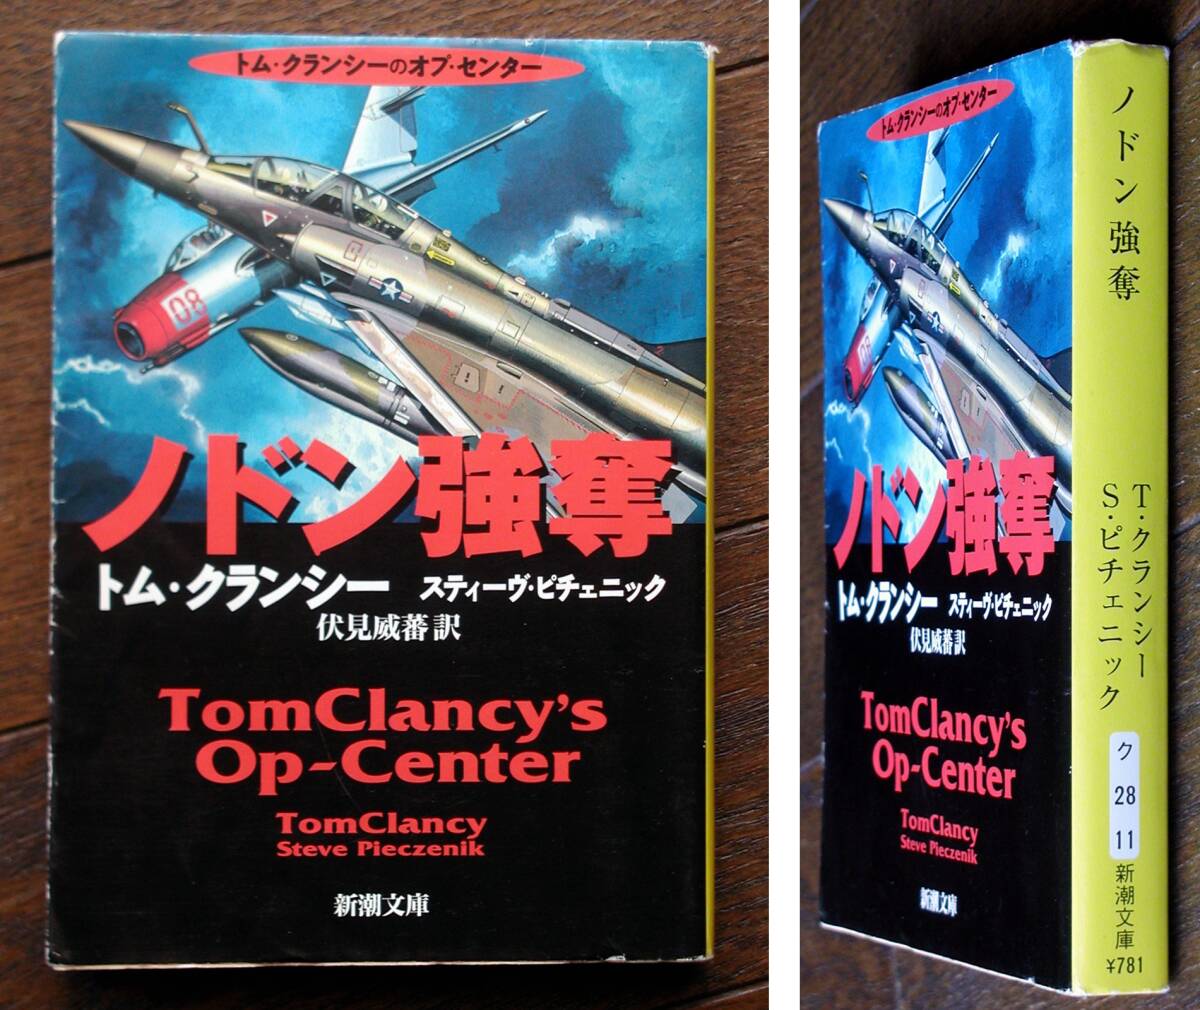 トム・クランシーのオプ・センター
08
ノドン強奪
トム・クランシー スティーヴ・ピチェニック
伏見威蕃訳
TomClancy's
Op-Center
TomClancy
Steve Pieczenik
新潮文庫
トム・クランシーのオプ・センター
08
ノドン強奪
トム・クランシー スティーヴ・ピチェニック
伏見威蕃訳
TomClancy's
Op-Center
TomClancy
Steve Pieczenik
新潮文庫
ノドン強奪
T・クランシー
S・ピチェニック
ク
28
11
新潮文庫
¥781